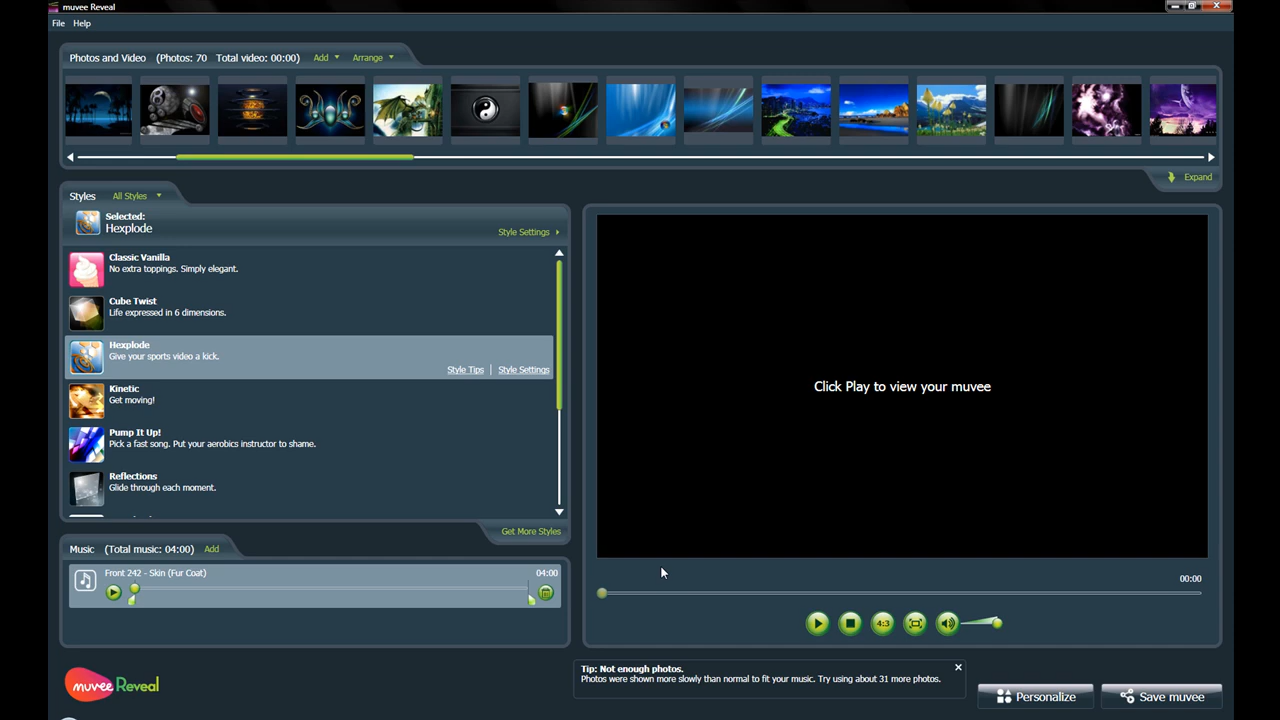 muvee Reveal
File Help
Photos and Video (Photos: 70 Total video: 00:00) Add Arrange
Expand
Styles All Styles
Selected:
Hexplode
Style Settings
Classic Vanilla
No extra toppings. Simply elegant.
Cube Twist
Life expressed in 6 dimensions.
Hexplode
Give your sports video a kick.
Style Tips | Style Settings
Kinetic
Get moving!
Pump It Up!
Pick a fast song. Put your aerobics instructor to shame.
Reflections
Glide through each moment.
Get More Styles
Click Play to view your muvee
Music (Total music: 04:00) Add
Front 242 - Skin (Fur Coat) 04:00
00:00
4:3
Tip: Not enough photos.
Photos were shown more slowly than normal to fit your music. Try using about 31 more photos.
muvee Reveal
Personalize
Save muvee